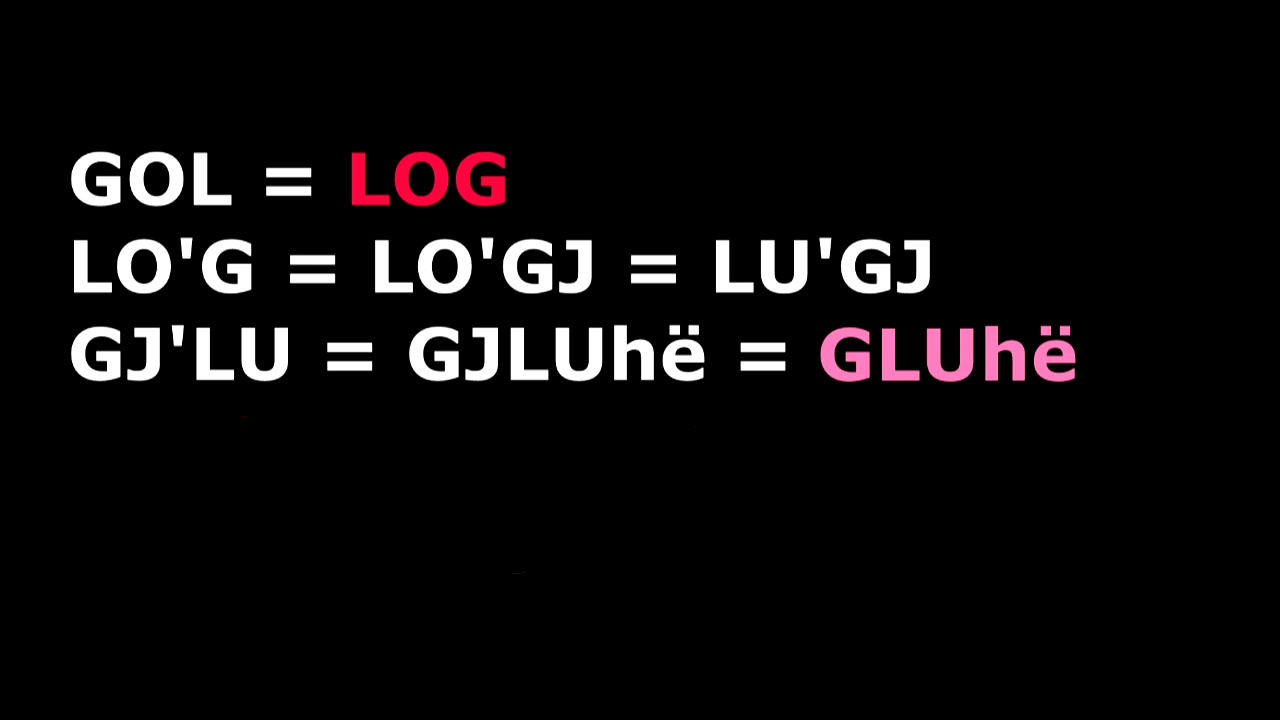 GOL = LOG
LO'G = LO'GJ = LU'GJ
GJ'LU = GJLUhë = GLUhë